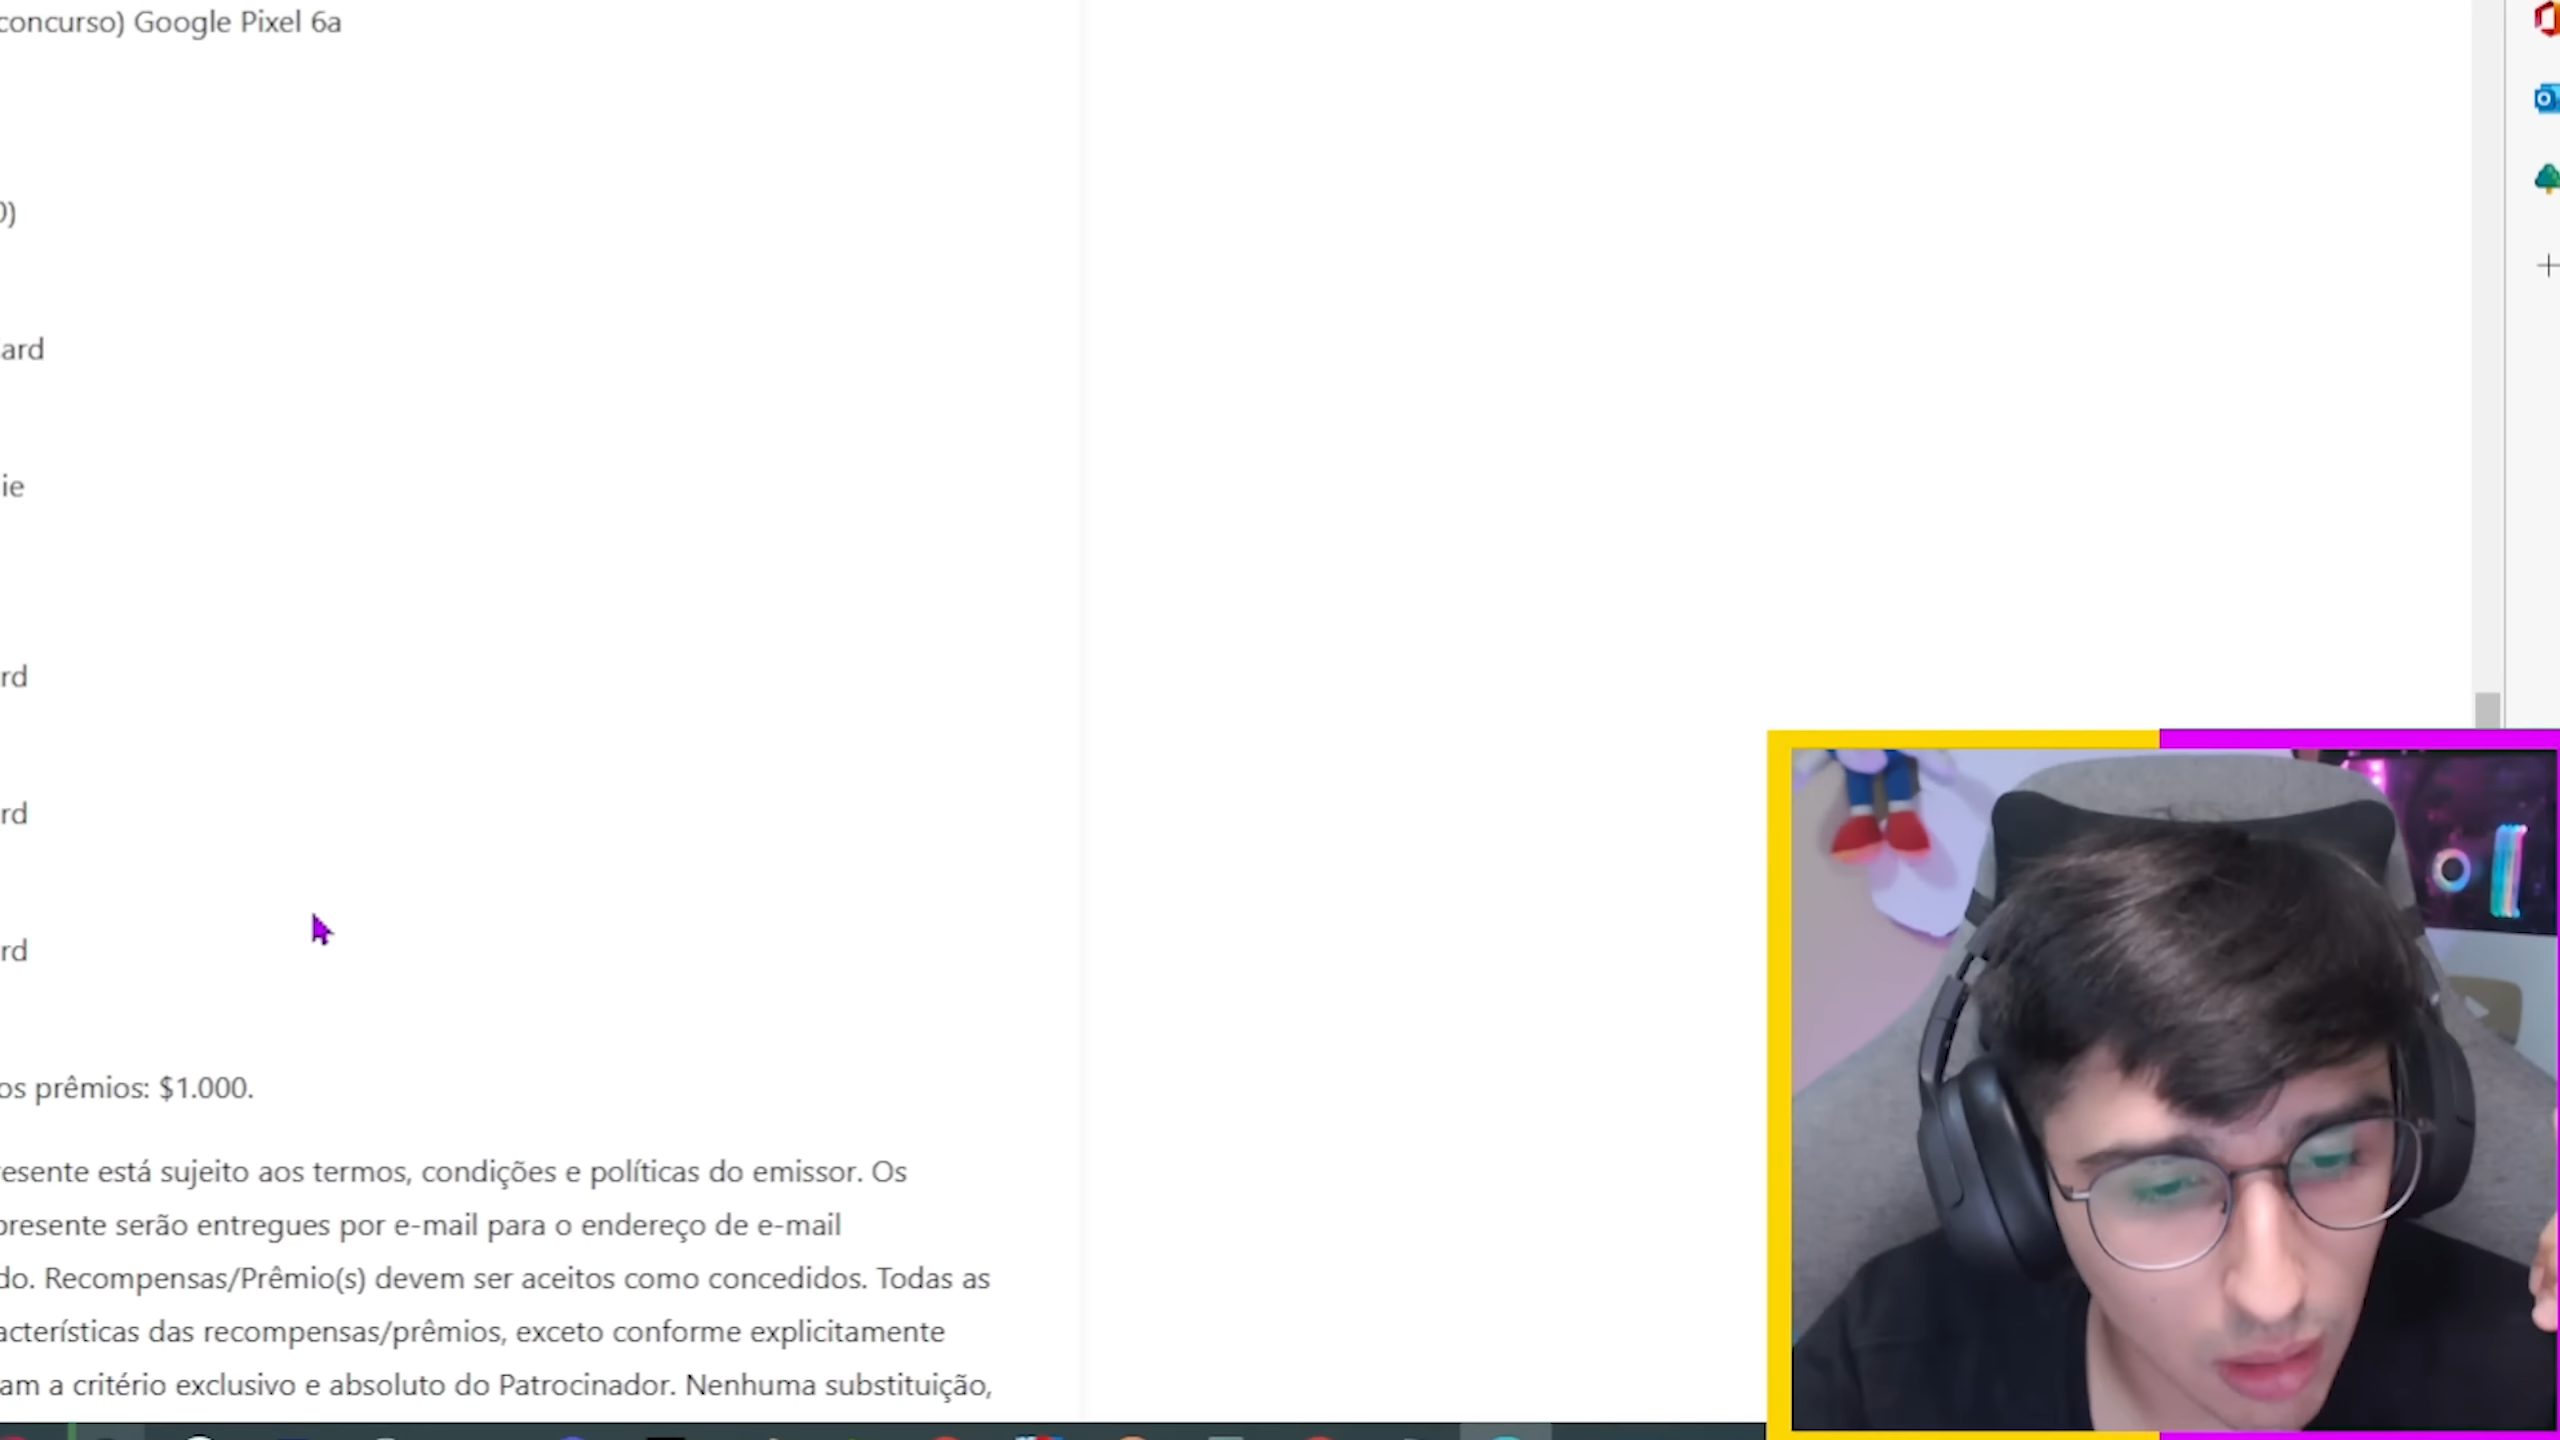 concurso) Google Pixel 6a
0)
ard
ie
rd
rd
rd
os prêmios: $1.000.
resente está sujeito aos termos, condições e políticas do emissor. Os
presente serão entregues por e-mail para o endereço de e-mail
do. Recompensas/Prêmio(s) devem ser aceitos como concedidos. Todas as
acterísticas das recompensas/prêmios, exceto conforme explicitamente
am a critério exclusivo e absoluto do Patrocinador. Nenhuma substituição,